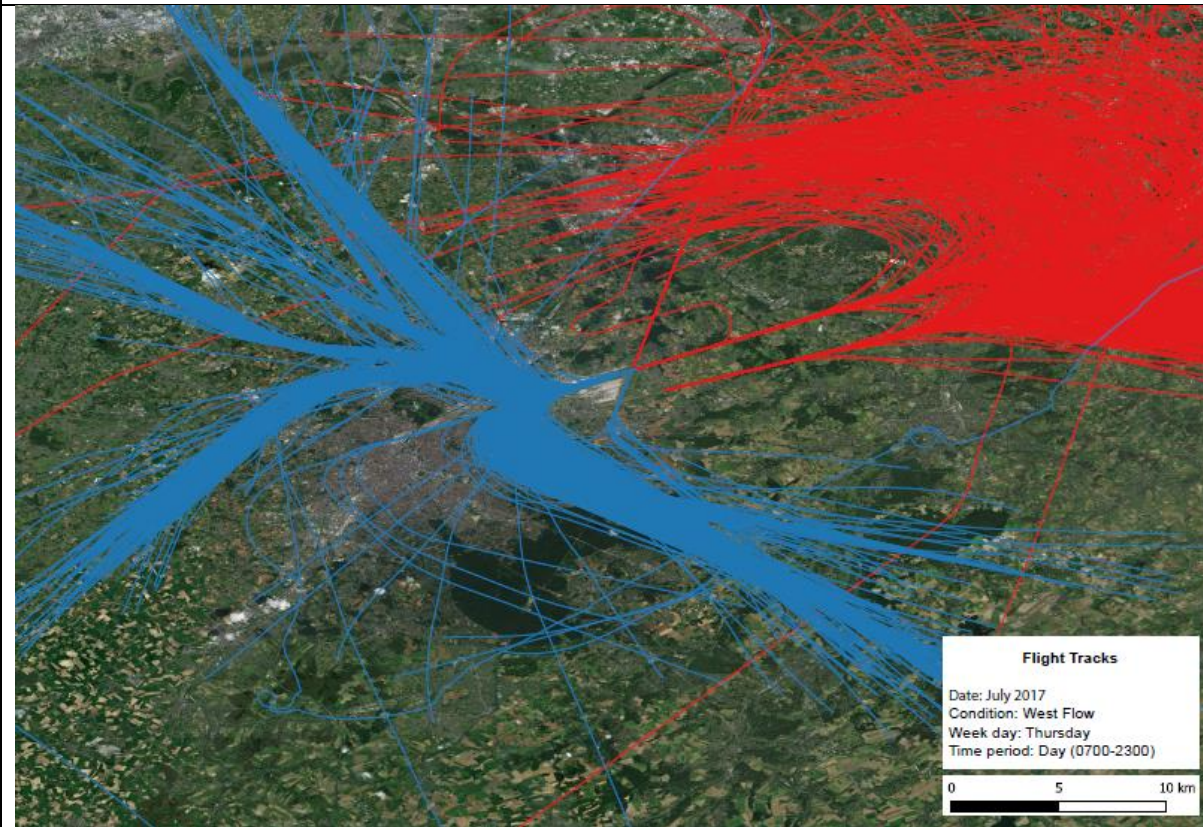 Flight Tracks
Date: July 2017
Condition: West Flow
Week day: Thursday
Time period: Day (0700-2300)
0 5 10 km